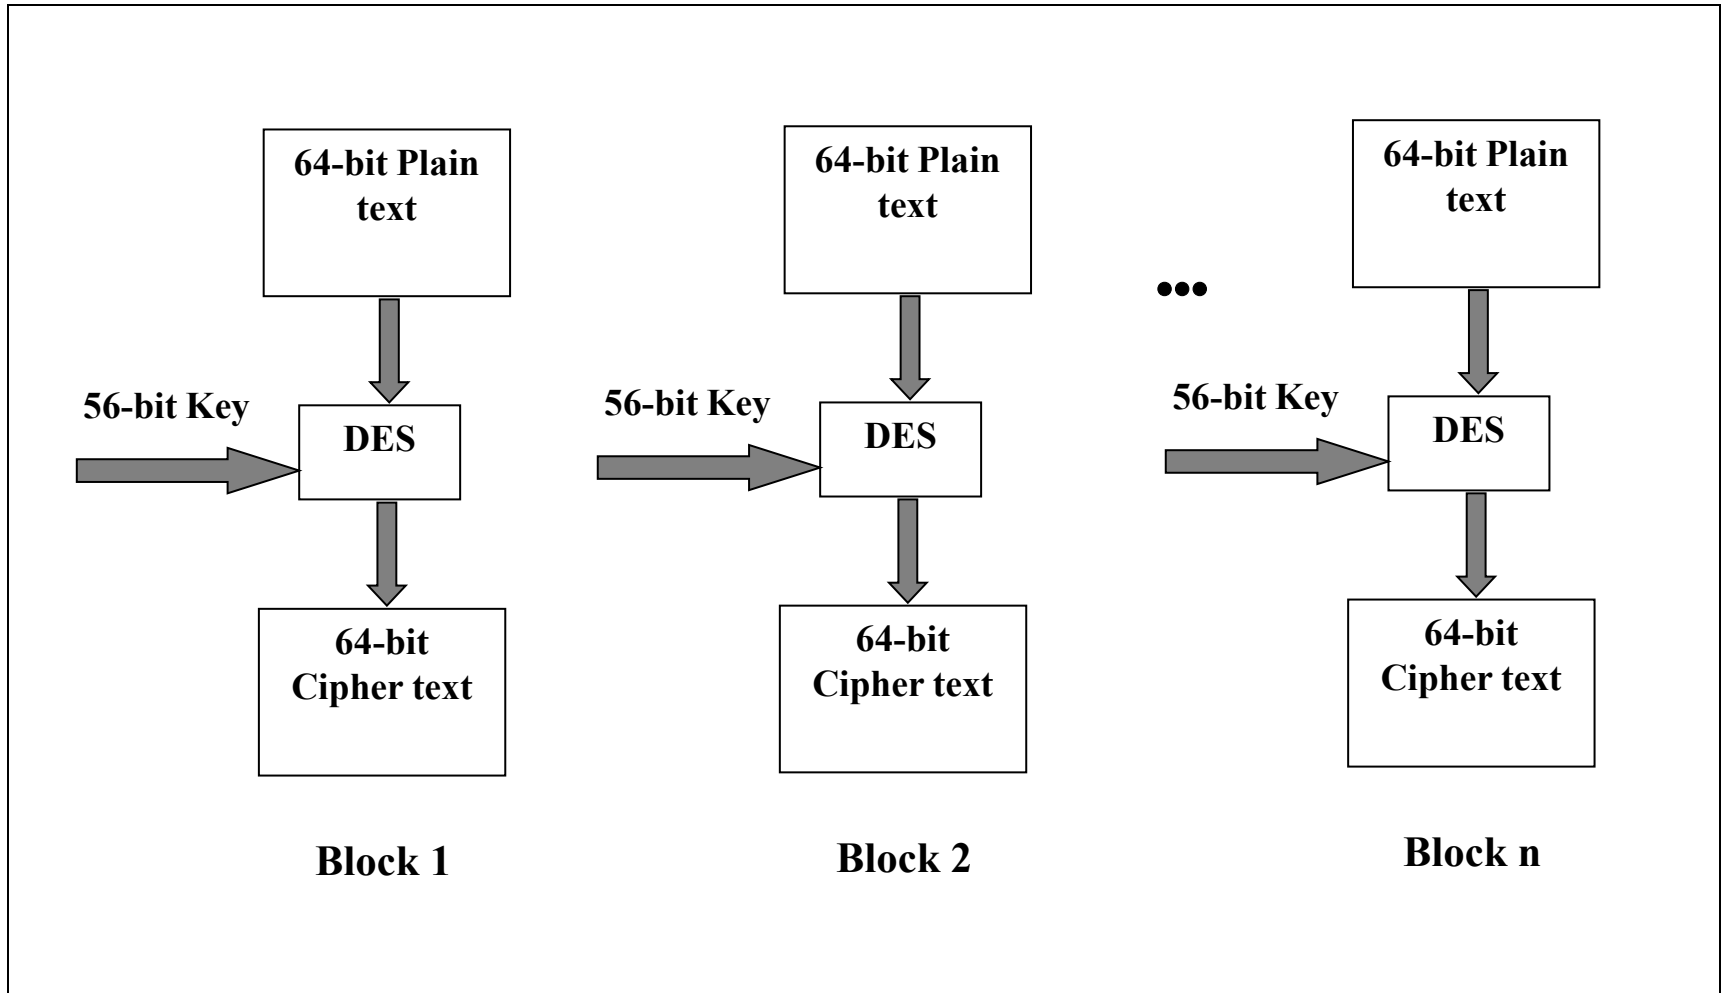 64-bit Plain
text
64-bit Plain
text
64-bit Plain
text
56-bit Key
DES
56-bit Key
DES
56-bit Key
DES
64-bit
Cipher text
64-bit
Cipher text
64-bit
Cipher text
Block 1
Block 2
Block n